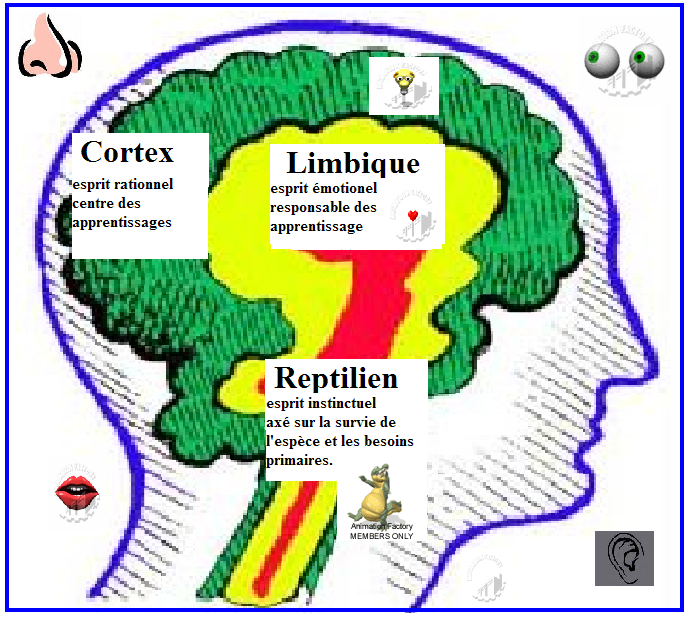 Cortex
esprit rationnel
centre des
apprentissages
Limbique
esprit émotionel
responsable des
apprentissage
Reptilien
esprit instinctuel
axé sur la survie de
l'espèce et les besoins
primaires.
Animation Factory
MEMBERS ONLY